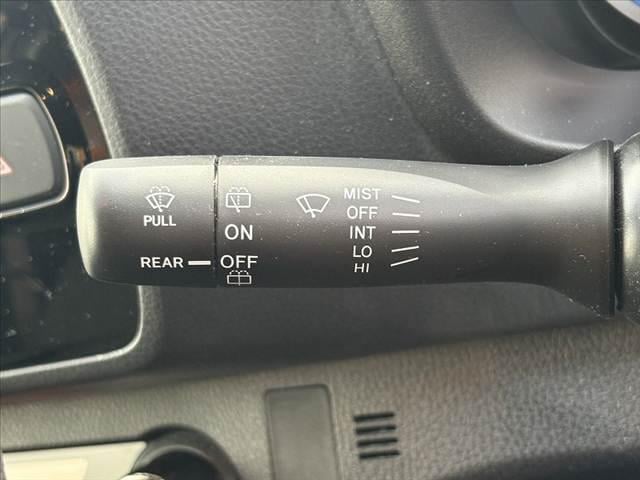 PULL
REAR
ON
OFF
MIST
OFF
INT
LO
HI